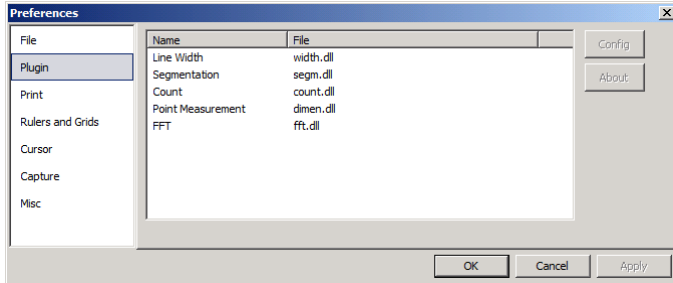 Preferences
File
Plugin
Print
Rulers and Grids
Cursor
Capture
Misc
Name File
Line Width width.dll
Segmentation segm.dll
Count count.dll
Point Measurement dimen.dll
FFT fft.dll
Config
About
OK Cancel Apply